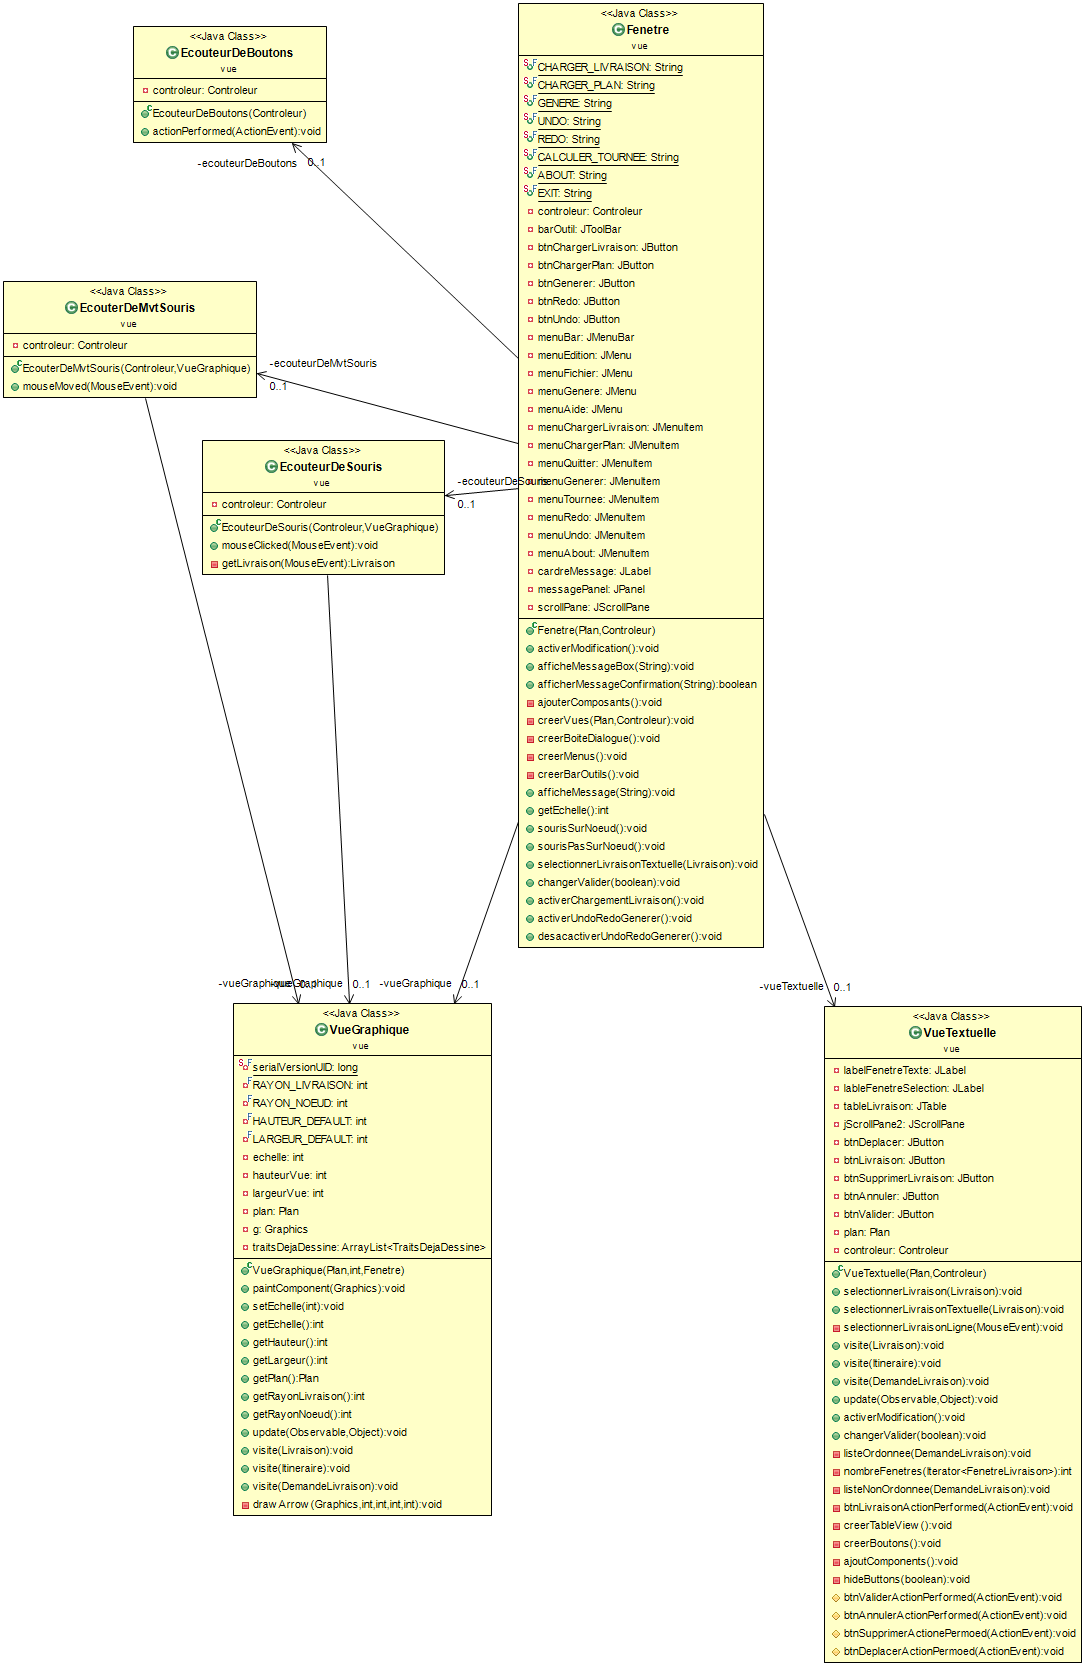 <<Java Class>>
EcouteurDeBoutons
vue
controleur: Controleur
EcouteurDeBoutons(Controleur)
actionPerformed(ActionEvent):void
-ecouteurDeBoutons
0..1
<<Java Class>>
EcouterDeMvtSouris
vue
controleur: Controleur
EcouterDeMvtSouris(Controleur,VueGraphique)
mouseMoved(MouseEvent):void
-ecouteurDeMvtSouris
0..1
<<Java Class>>
EcouteurDeSouris
vue
controleur: Controleur
EcouteurDeSouris(Controleur,VueGraphique)
mouseClicked(MouseEvent):void
getLivraison(MouseEvent):Livraison
-ecouteurDeSouris
0..1
<<Java Class>>
Fenetre
vue
CHARGER_LIVRAISON: String
CHARGER_PLAN: String
GENERE: String
UNDO: String
REDO: String
CALCULER_TOURNEE: String
ABOUT: String
EXIT: String
controleur: Controleur
barOutil: JToolBar
btnChargerLivraison: JButton
btnChargerPlan: JButton
btnGenerer: JButton
btnRedo: JButton
btnUndo: JButton
menuBar: JMenuBar
menuEdition: JMenu
menuFichier: JMenu
menuGenere: JMenu
menuAide: JMenu
menuChargerLivraison: JMenuItem
menuChargerPlan: JMenuItem
menuQuitter: JMenuItem
menuGenerer: JMenuItem
menuTournee: JMenuItem
menuRedo: JMenuItem
menuUndo: JMenuItem
menuAbout: JMenuItem
cardreMessage: JLabel
messagePanel: JPanel
scrollPane: JScrollPane
Fenetre(Plan,Controleur)
activerModification():void
afficheMessageBox(String):void
afficherMessageConfirmation(String):boolean
ajouterComposants():void
creerVues(Plan,Controleur):void
creerBoiteDialogue():void
creerMenus():void
creerBarOutils():void
afficheMessage(String):void
getEchelle():int
sourisSurNoeud():void
sourisPasSurNoeud():void
selectionnerLivraisonTextuelle(Livraison):void
changerValider(boolean):void
activerChargementLivraison():void
activerUndoRedoGenerer():void
desacactiverUndoRedoGenerer():void
-vueGraphique
0..1
-vueGraphique
0..1
-vueGraphique
0..1
-vueTextuelle
0..1
<<Java Class>>
VueGraphique
vue
serialVersionUID: long
RAYON_LIVRAISON: int
RAYON_NOEUD: int
HAUTEUR_DEFAULT: int
LARGEUR_DEFAULT: int
echelle: int
hauteurVue: int
largeurVue: int
plan: Plan
g: Graphics
traitsDejaDessine: ArrayList<TraitsDejaDessine>
VueGraphique(Plan,int,Fenetre)
paintComponent(Graphics):void
setEchelle(int):void
getEchelle():int
getHauteur():int
getLargeur():int
getPlan():Plan
getRayonLivraison():int
getRayonNoeud():int
update(Observable,Object):void
visite(Livraison):void
visite(Itineraire):void
visite(DemandeLivraison):void
drawArrow(Graphics,int,int,int,int):void
<<Java Class>>
VueTextuelle
vue
labelFenetreTexte: JLabel
lableFenetreSelection: JLabel
tableLivraison: JTable
jScrollPane2: JScrollPane
btnDeplacer: JButton
btnLivraison: JButton
btnSupprimerLivraison: JButton
btnAnnuler: JButton
btnValider: JButton
plan: Plan
controleur: Controleur
VueTextuelle(Plan,Controleur)
selectionnerLivraison(Livraison):void
selectionnerLivraisonTextuelle(Livraison):void
selectionnerLivraisonLigne(MouseEvent):void
visite(Livraison):void
visite(Itineraire):void
visite(DemandeLivraison):void
update(Observable,Object):void
activerModification():void
changerValider(boolean):void
listeOrdonnee(DemandeLivraison):void
nombreFenetres(Iterator<FenetreLivraison>):int
listeNonOrdonnee(DemandeLivraison):void
btnLivraisonActionPerformed(ActionEvent):void
creerTableView():void
creerBoutons():void
ajoutComponents():void
hideButtons(boolean):void
btnValiderActionPerformed(ActionEvent):void
btnAnnulerActionPerformed(ActionEvent):void
btnSupprimerActionePermoed(ActionEvent):void
btnDeplacerActionPermoed(ActionEvent):void